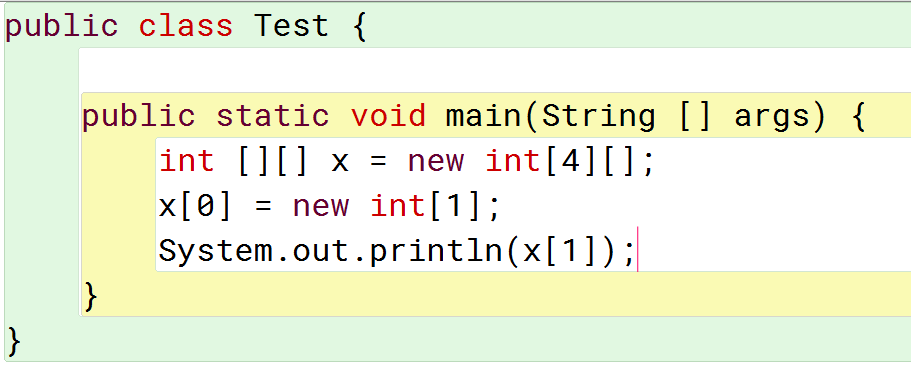 public class Test {
public static void main(String [] args) {
int [][] x = new int[4][];
x[0] = new int[1];
System.out.println(x[1]);
}
}